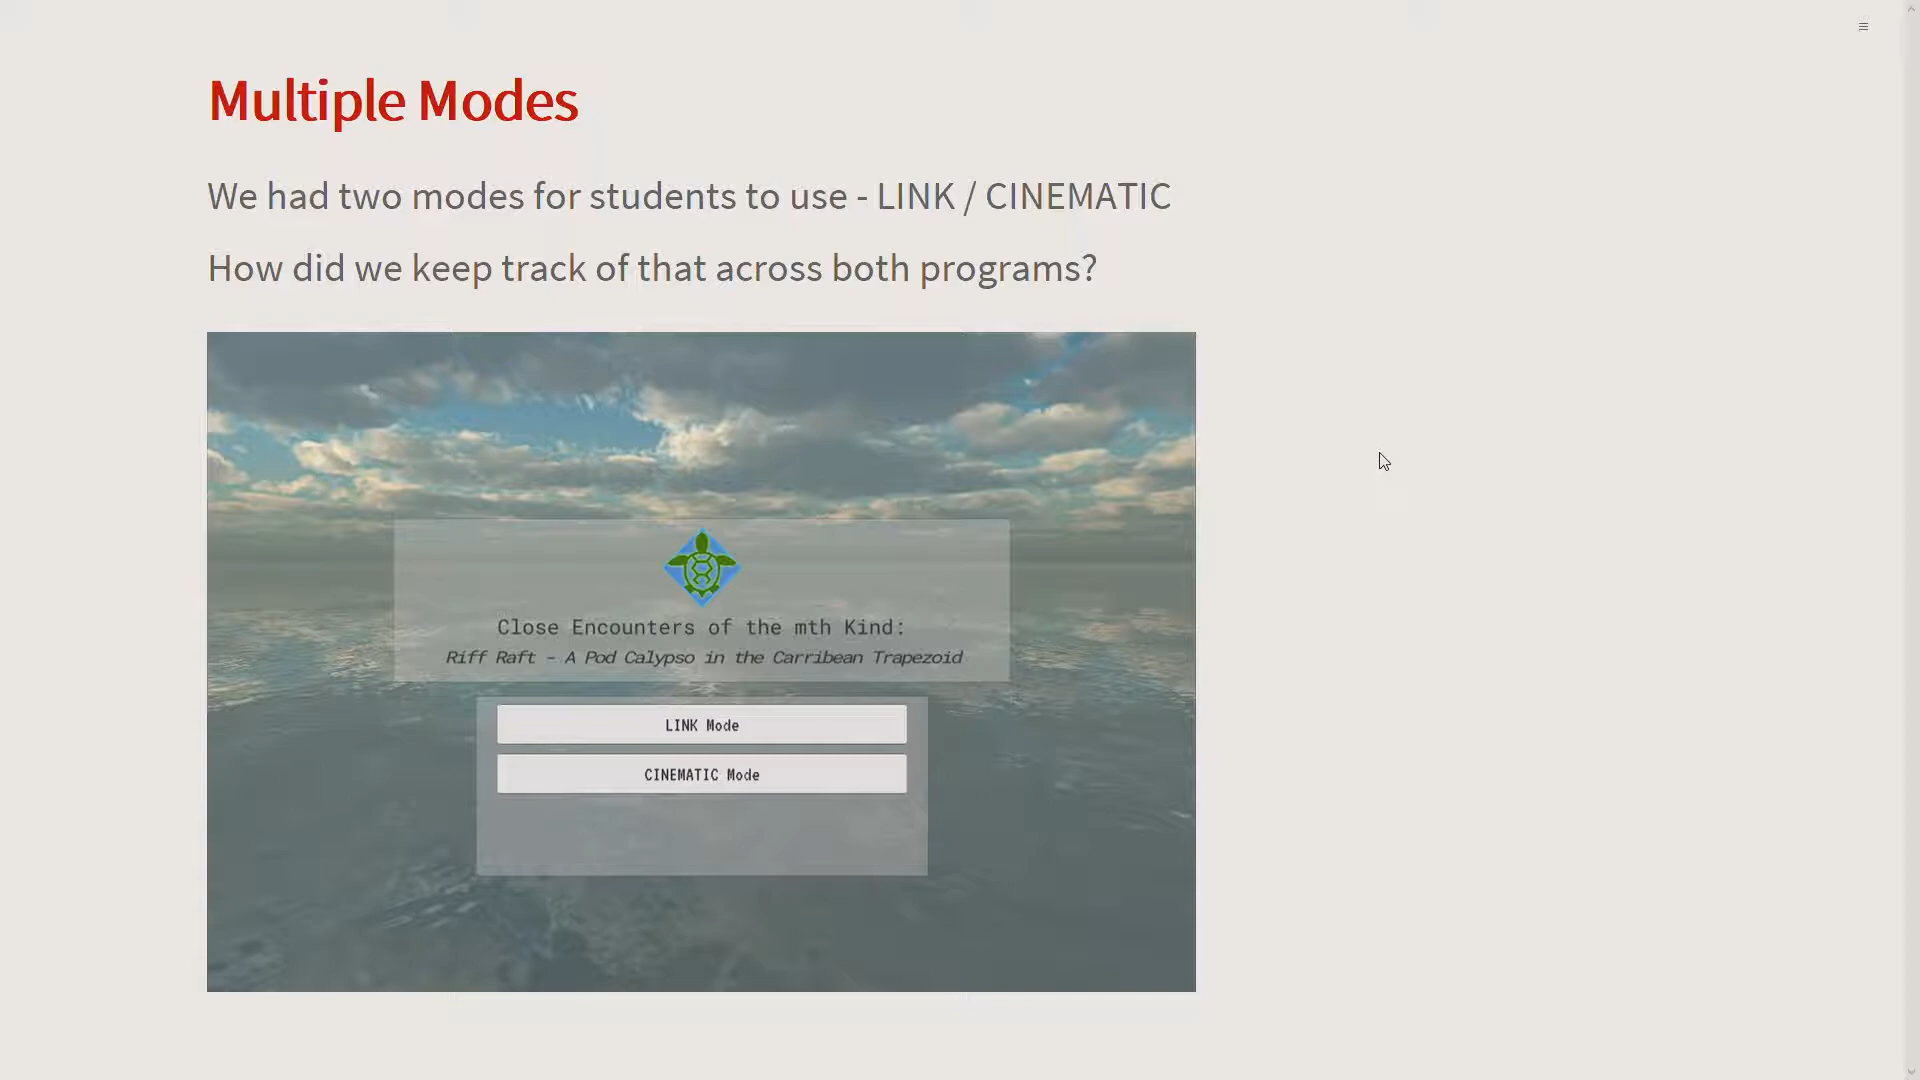 Multiple Modes
We had two modes for students to use - LINK / CINEMATIC
How did we keep track of that across both programs?
Close Encounters of the mth Kind:
Riff Raft - A Pod Calypso in the Carribean Trapezoid
LINK Mode
CINEMATIC Mode